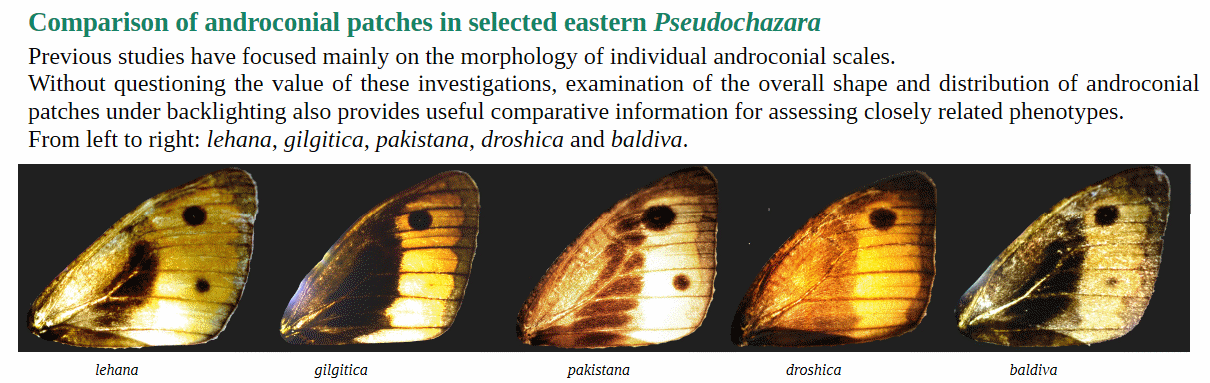 Comparison of androconial patches in selected eastern Pseudochazara
Previous studies have focused mainly on the morphology of individual androconial scales.
Without questioning the value of these investigations, examination of the overall shape and distribution of androconial
patches under backlighting also provides useful comparative information for assessing closely related phenotypes.
From left to right: lehana, gilgitica, pakistana, droshica and baldiva.
lehana gilgitica pakistana droshica baldiva